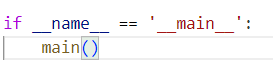 if __name__ == '__main__':
    main()